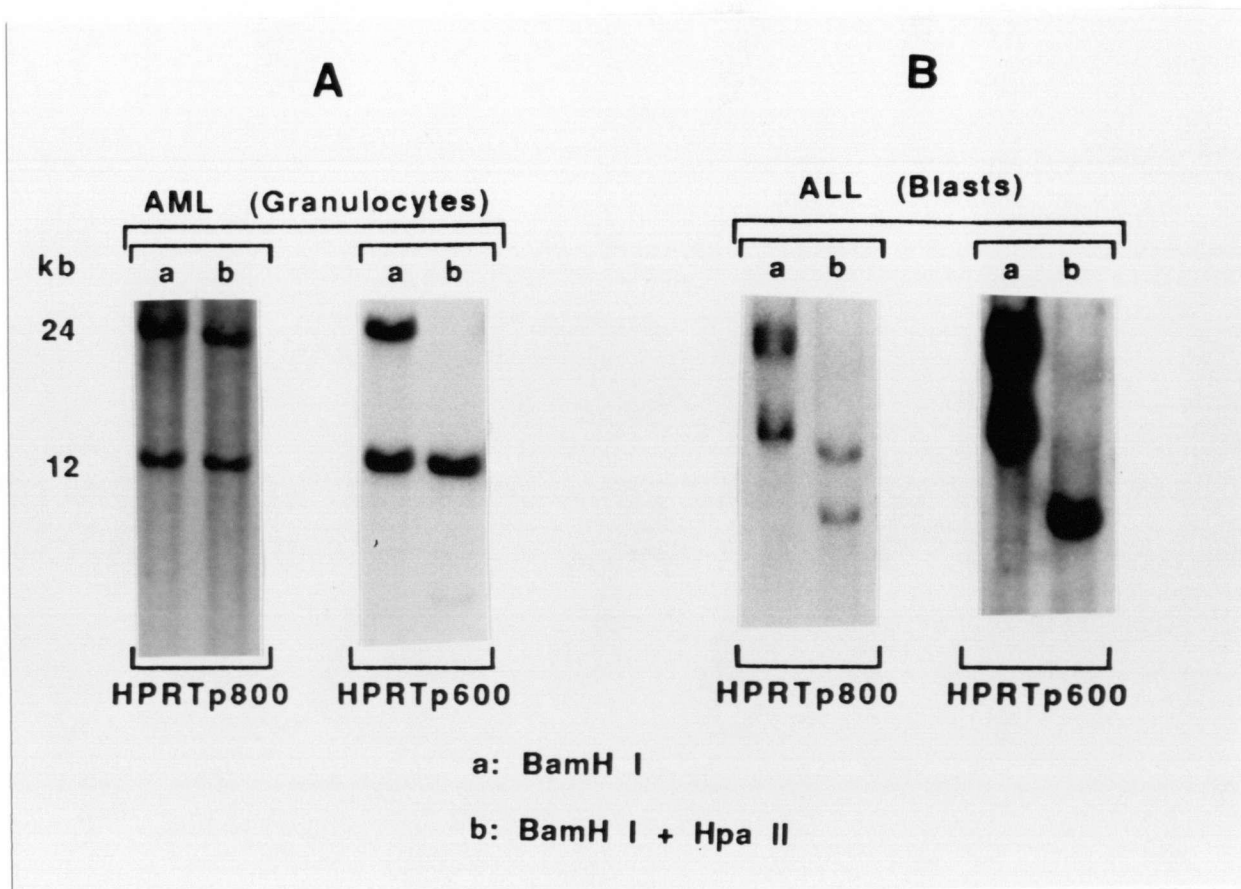 A
B
AML (Granulocytes)
ALL (Blasts)
kb
a b
a b
a b
a b
24
12
HPRTp800
HPRTp600
HPRTp800
HPRTp600
a: BamH I
b: BamH I + Hpa II